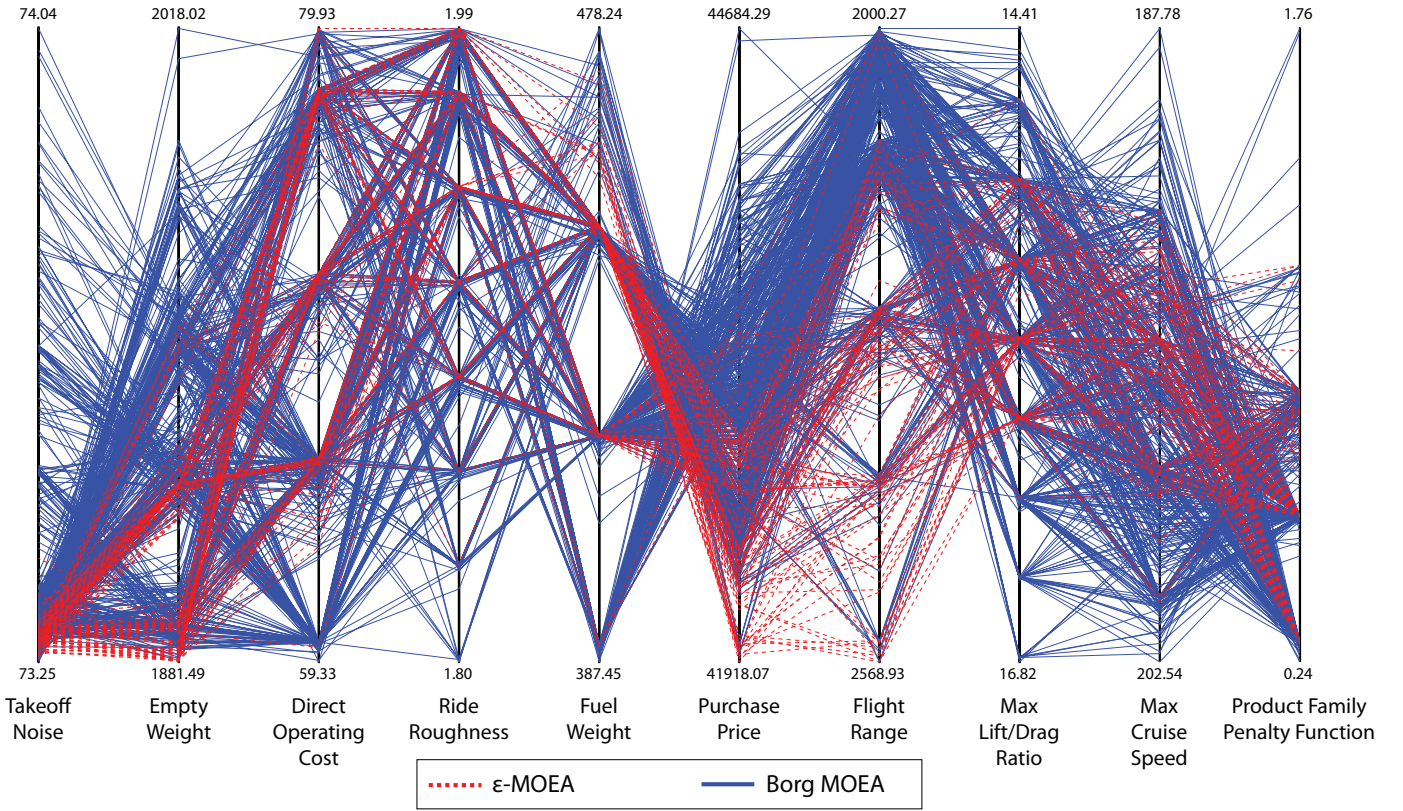 74.04 2018.02 79.93 1.99 478.24 44684.29 2000.27 14.41 187.78 1.76
73.25 1881.49 59.33 1.80 387.45 41918.07 2568.93 16.82 202.54 0.24
Takeoff Empty Direct Ride Fuel Purchase Flight Max Max Product Family
Noise Weight Operating Roughness Weight Price Range Lift/Drag Cruise Penalty Function
Cost Ratio Speed
ε-MOEA Borg MOEA